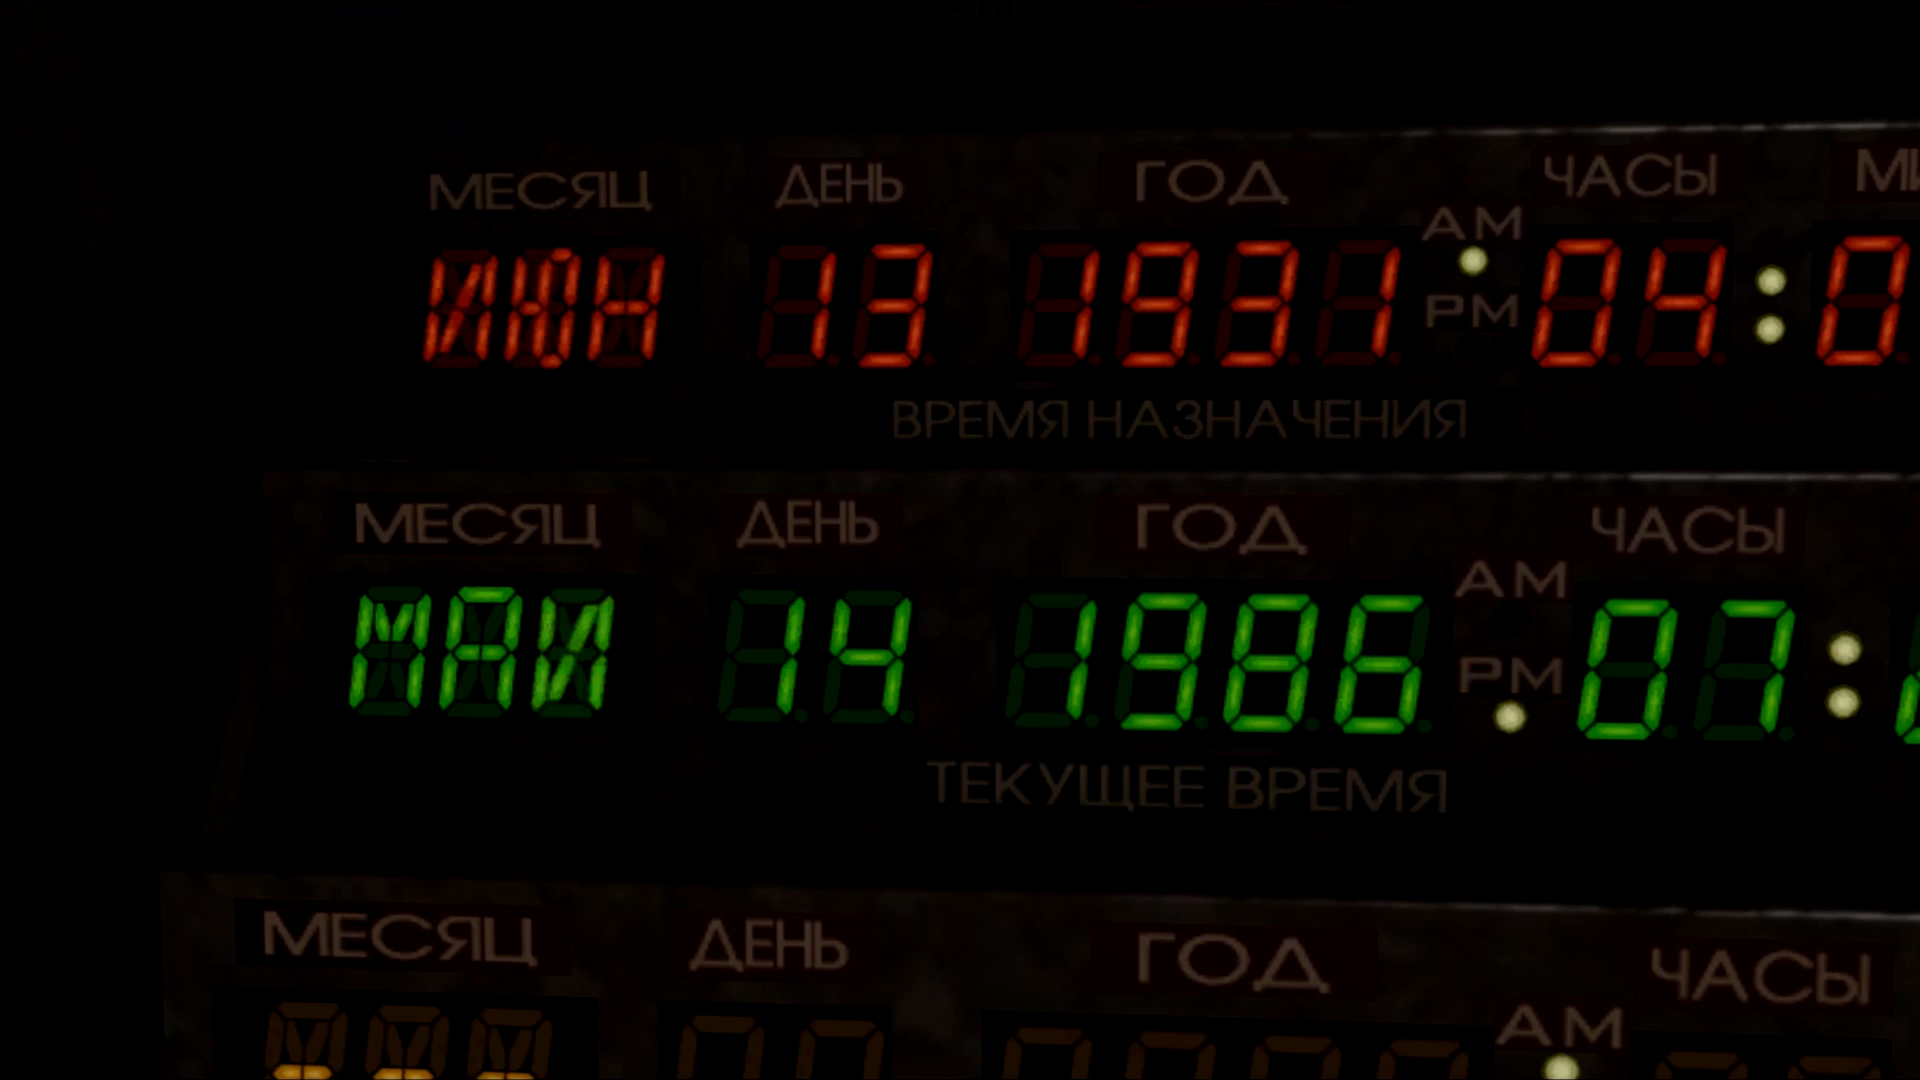 МЕСЯЦ ДЕНЬ ГОД AM PM ЧАСЫ
ИЮН 13 1931 04:0
ВРЕМЯ НАЗНАЧЕНИЯ
МЕСЯЦ ДЕНЬ ГОД AM PM ЧАСЫ
МАЙ 14 1986 07:
ТЕКУЩЕЕ ВРЕМЯ
МЕСЯЦ ДЕНЬ ГОД AM ЧАСЫ